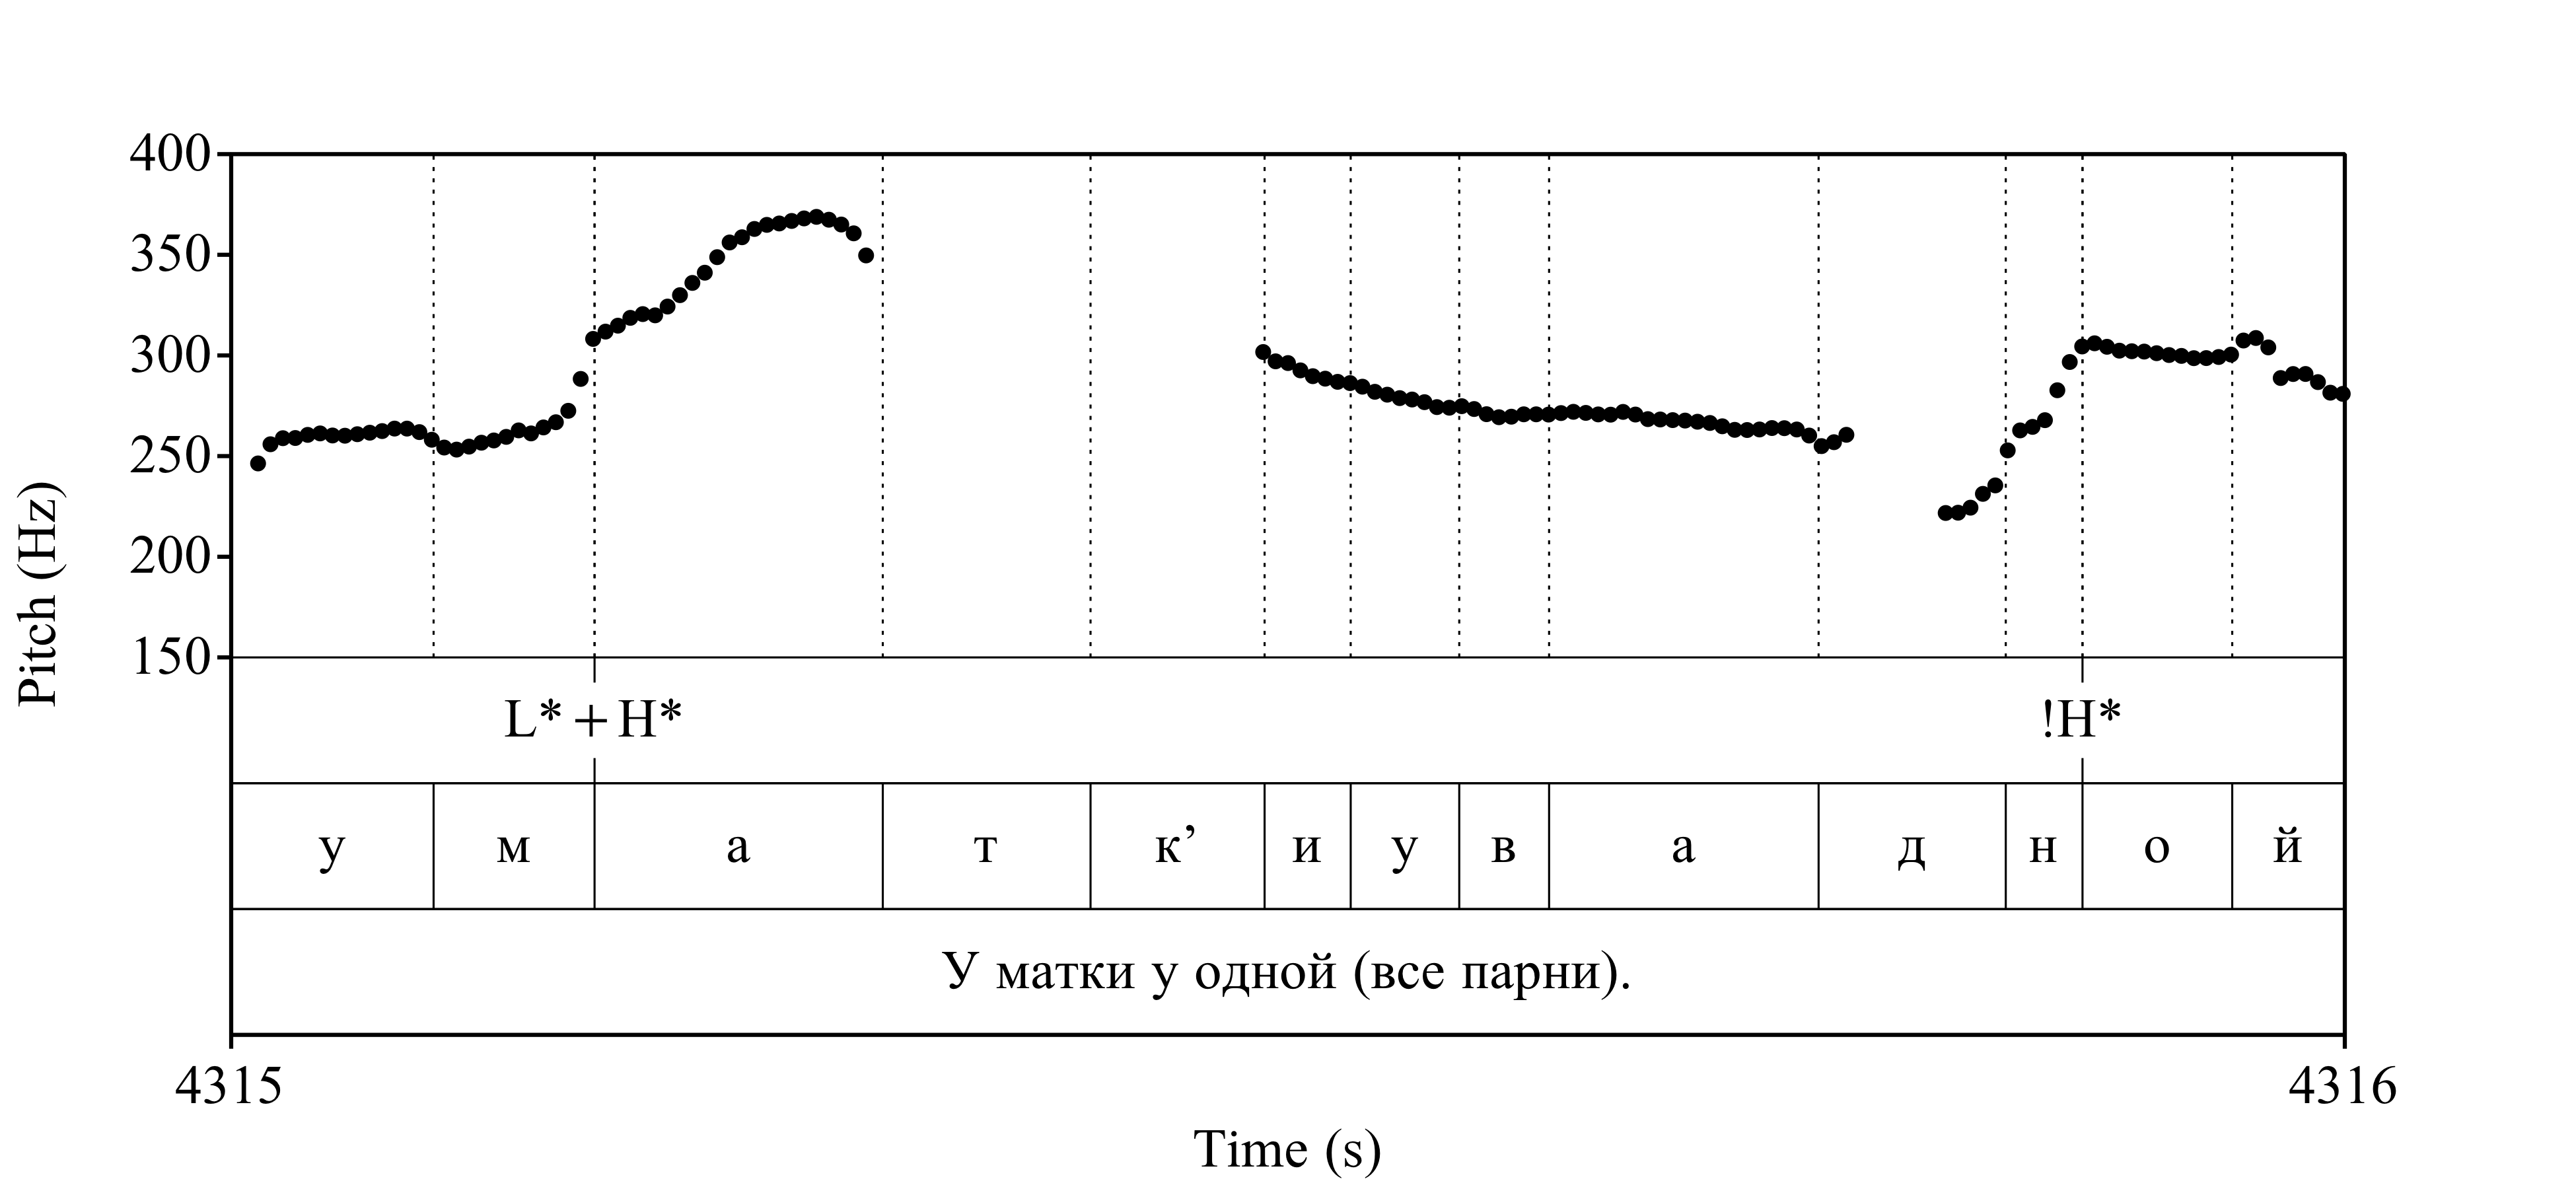 400
350
300
250
200
150
Pitch (Hz)
L* + H* !H*
у м а т к’ и у в а д н о й
У матки у одной (все парни).
4315 4316
Time (s)